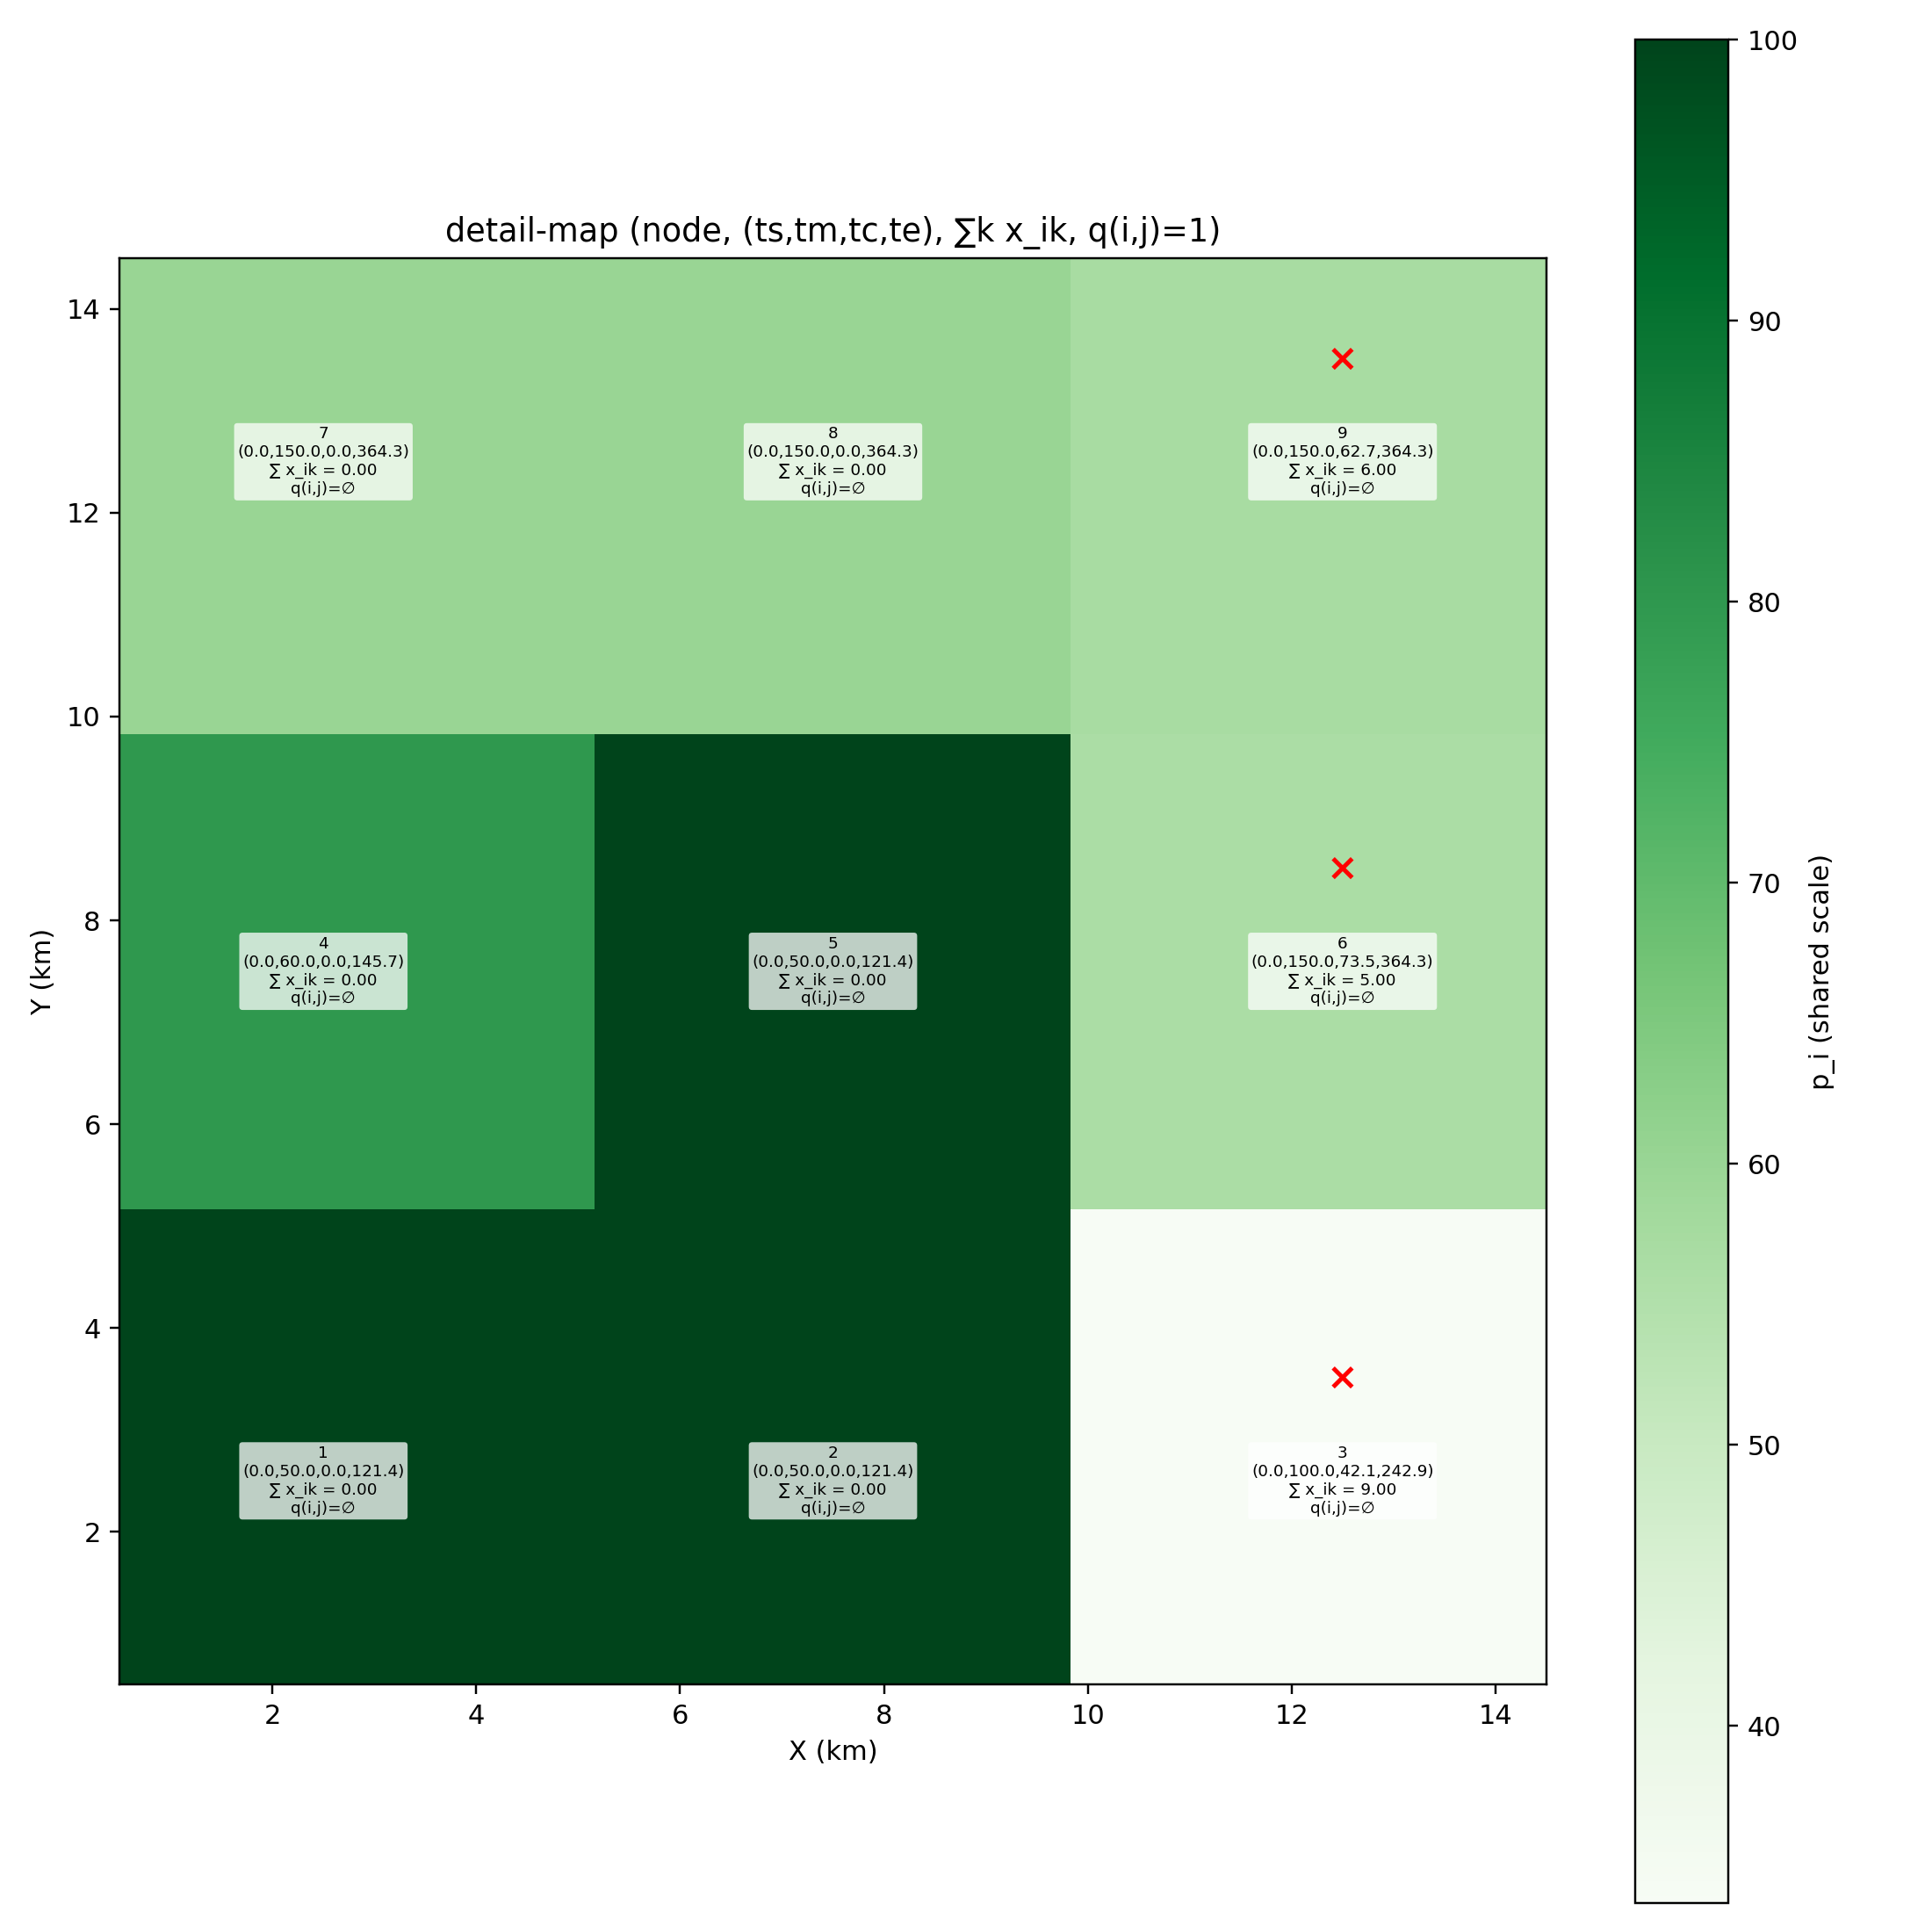 detail-map (node, (ts,tm,tc,te), ∑k x_ik, q(i,j)=1)
7
(0.0,150.0,0.0,364.3)
∑ x_ik = 0.00
q(i,j)=∅
8
(0.0,150.0,0.0,364.3)
∑ x_ik = 0.00
q(i,j)=∅
9
(0.0,150.0,62.7,364.3)
∑ x_ik = 6.00
q(i,j)=∅
4
(0.0,60.0,0.0,145.7)
∑ x_ik = 0.00
q(i,j)=∅
5
(0.0,50.0,0.0,121.4)
∑ x_ik = 0.00
q(i,j)=∅
6
(0.0,150.0,73.5,364.3)
∑ x_ik = 5.00
q(i,j)=∅
1
(0.0,50.0,0.0,121.4)
∑ x_ik = 0.00
q(i,j)=∅
2
(0.0,50.0,0.0,121.4)
∑ x_ik = 0.00
q(i,j)=∅
3
(0.0,100.0,42.1,242.9)
∑ x_ik = 9.00
q(i,j)=∅
14
12
10
8
6
4
2
Y (km)
2
4
6
8
10
12
14
X (km)
100
90
80
70
60
50
40
p_i (shared scale)